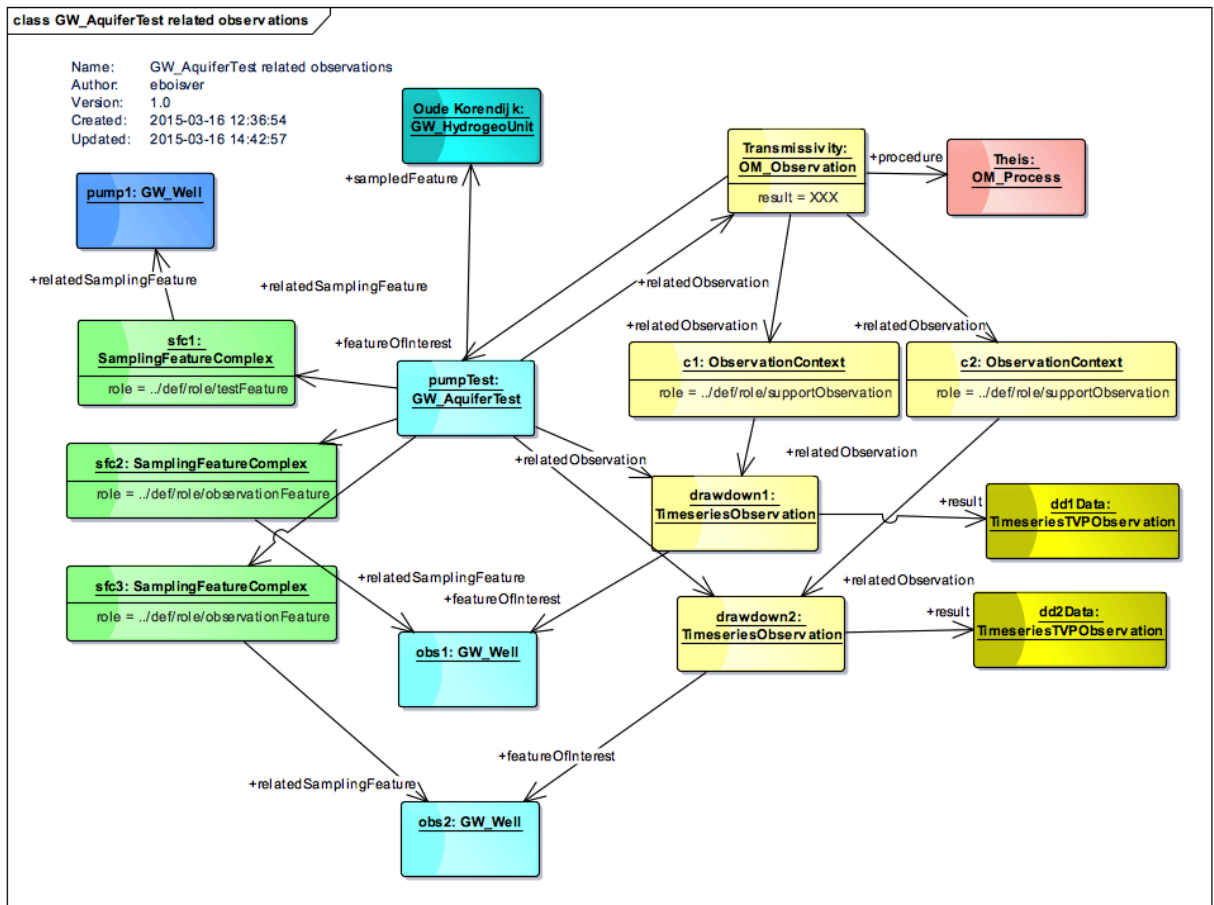 class GW_AquiferTest related observations
Name: GW_AquiferTest related observations
Author: eboisver
Version: 1.0
Created: 2015-03-16 12:36:54
Updated: 2015-03-16 14:42:57
Oude Korendijk:
GW_HydrogeoUnit
Transmissivity:
OM_Observation
result = XXX
+procedure
Theis:
OM_Process
+sampledFeature
pump1: GW_Well
+relatedSamplingFeature
+relatedSamplingFeature
+relatedObservation
+relatedObservation
+relatedObservation
sfc1:
SamplingFeatureComplex
role = ../def/role/testFeature
+featureOfInterest
pumpTest:
GW_AquiferTest
c1: ObservationContext
role = ../def/role/supportObservation
c2: ObservationContext
role = ../def/role/supportObservation
sfc2: SamplingFeatureComplex
role = ../def/role/observationFeature
+relatedObservation
+relatedObservation
drawdown1:
TimeseriesObservation
+result
dd1Data:
TimeseriesTVPObservation
sfc3: SamplingFeatureComplex
role = ../def/role/observationFeature
+relatedSamplingFeature
+featureOfInterest
+relatedObservation
drawdown2:
TimeseriesObservation
+result
dd2Data:
TimeseriesTVPObservation
obs1: GW_Well
+featureOfInterest
+relatedSamplingFeature
obs2: GW_Well